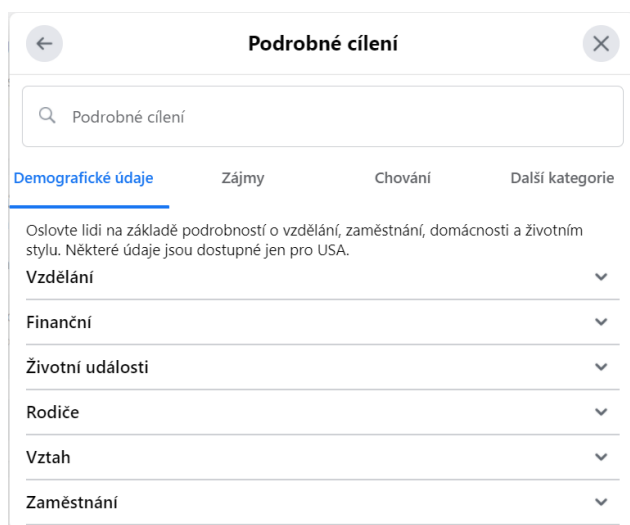 Podrobné cílení
Podrobné cílení
Demografické údaje Zájmy Chování Další kategorie
Oslovte lidi na základě podrobností o vzdělání, zaměstnání, domácnosti a životním
stylu. Některé údaje jsou dostupné jen pro USA.
Vzdělání
Finanční
Životní události
Rodiče
Vztah
Zaměstnání